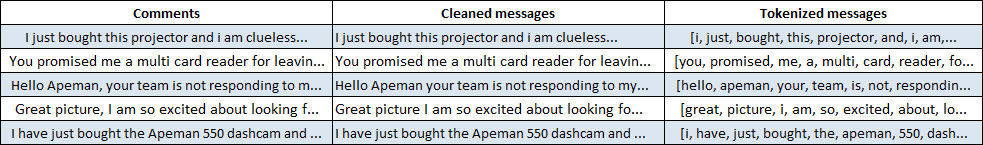 Comments Cleaned messages Tokenized messages
I just bought this projector and i am clueless... I just bought this projector and i am clueless... [i, just, bought, this, projector, and, i, am,...
You promised me a multi card reader for leavin... You promised me a multi card reader for leavin... [you, promised, me, a, multi, card, reader, fo...
Hello Apeman, your team is not responding to m... Hello Apeman your team is not responding to my... [hello, apeman, your, team, is, not, respondin...
Great picture, I am so excited about looking f... Great picture I am so excited about looking fo... [great, picture, i, am, so, excited, about, lo...
I have just bought the Apeman 550 dashcam and ... I have just bought the Apeman 550 dashcam and ... [i, have, just, bought, the, apeman, 550, dash...